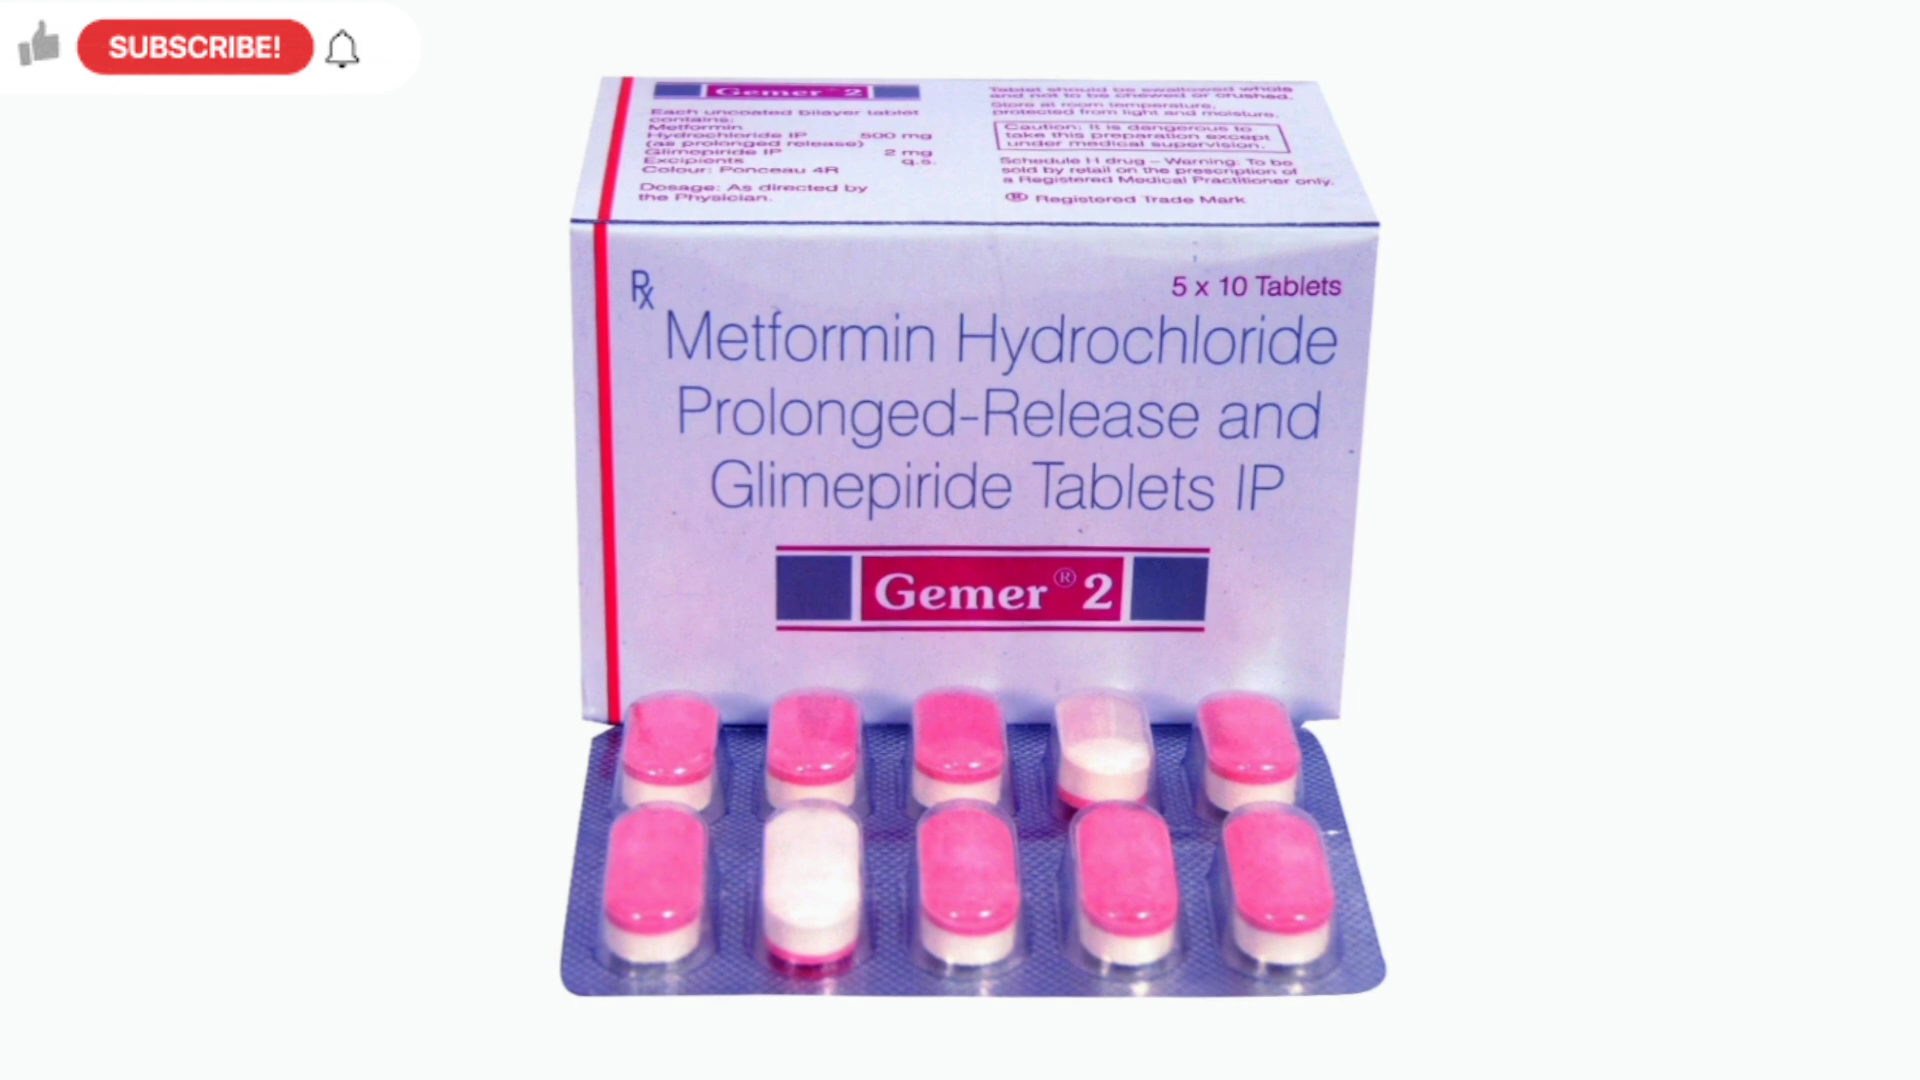 SUBSCRIBE!
Gemer 2
Each uncoated bilayer tablet
contains:
Metformin
Hydrochloride IP 500 mg
(as prolonged release)
Glimepiride IP 2 mg
Excipients q.s.
Colour: Ponceau 4R
Dosage: As directed by
the Physician.
Tablet should be swallowed whole
and not to be chewed or crushed.
Store at room temperature,
protected from light and moisture.
Caution: It is dangerous to
take this preparation except
under medical supervision.
Schedule H drug – Warning: To be
sold by retail on the prescription of
a Registered Medical Practitioner only.
® Registered Trade Mark
Rx
5 x 10 Tablets
Metformin Hydrochloride
Prolonged-Release and
Glimepiride Tablets IP
Gemer® 2